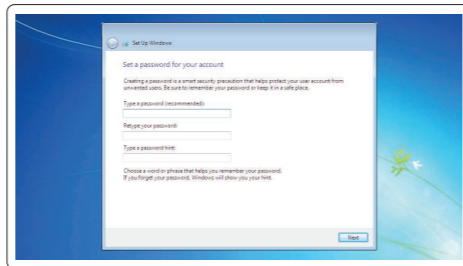 Set Up Windows
Set a password for your account
Creating a password is a smart security precaution that helps protect your user account from
unwanted users. Be sure to remember your password or keep it in a safe place.
Type a password (recommended):
Retype your password:
Type a password hint:
Choose a word or phrase that helps you remember your password.
If you forget your password, Windows will show you your hint.
Next